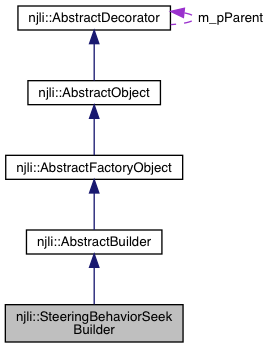 njli::AbstractDecorator
m_pParent
njli::AbstractObject
njli::AbstractFactoryObject
njli::AbstractBuilder
njli::SteeringBehaviorSeek
Builder